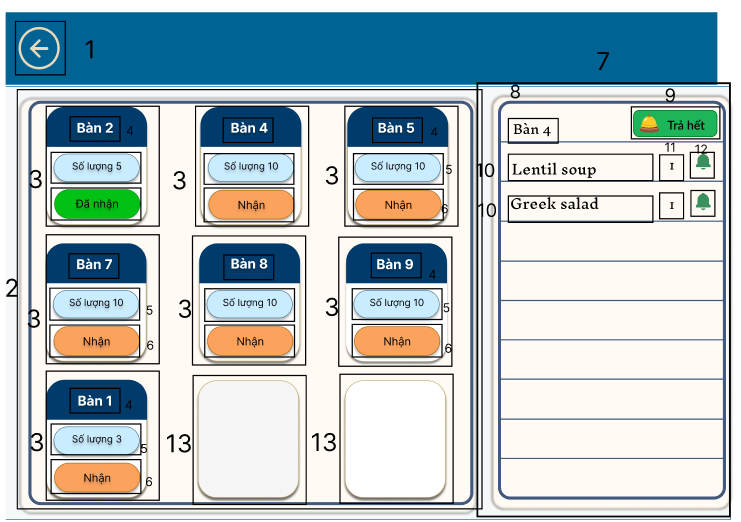 1
7
8
9
Bàn 2
4
Bàn 4
Bàn 5
4
Bàn 4
Trả hết
11
12
3
Số lượng 5
3
Số lượng 10
3
Số lượng 10
5
10
Lentil soup
1
Đã nhận
Nhận
Nhận
6
10
Greek salad
1
Bàn 7
Bàn 8
Bàn 9
4
2
3
Số lượng 10
5
3
Số lượng 10
3
Số lượng 10
5
Nhận
6
Nhận
Nhận
6
Bàn 1
4
3
Số lượng 3
5
13
13
Nhận
6